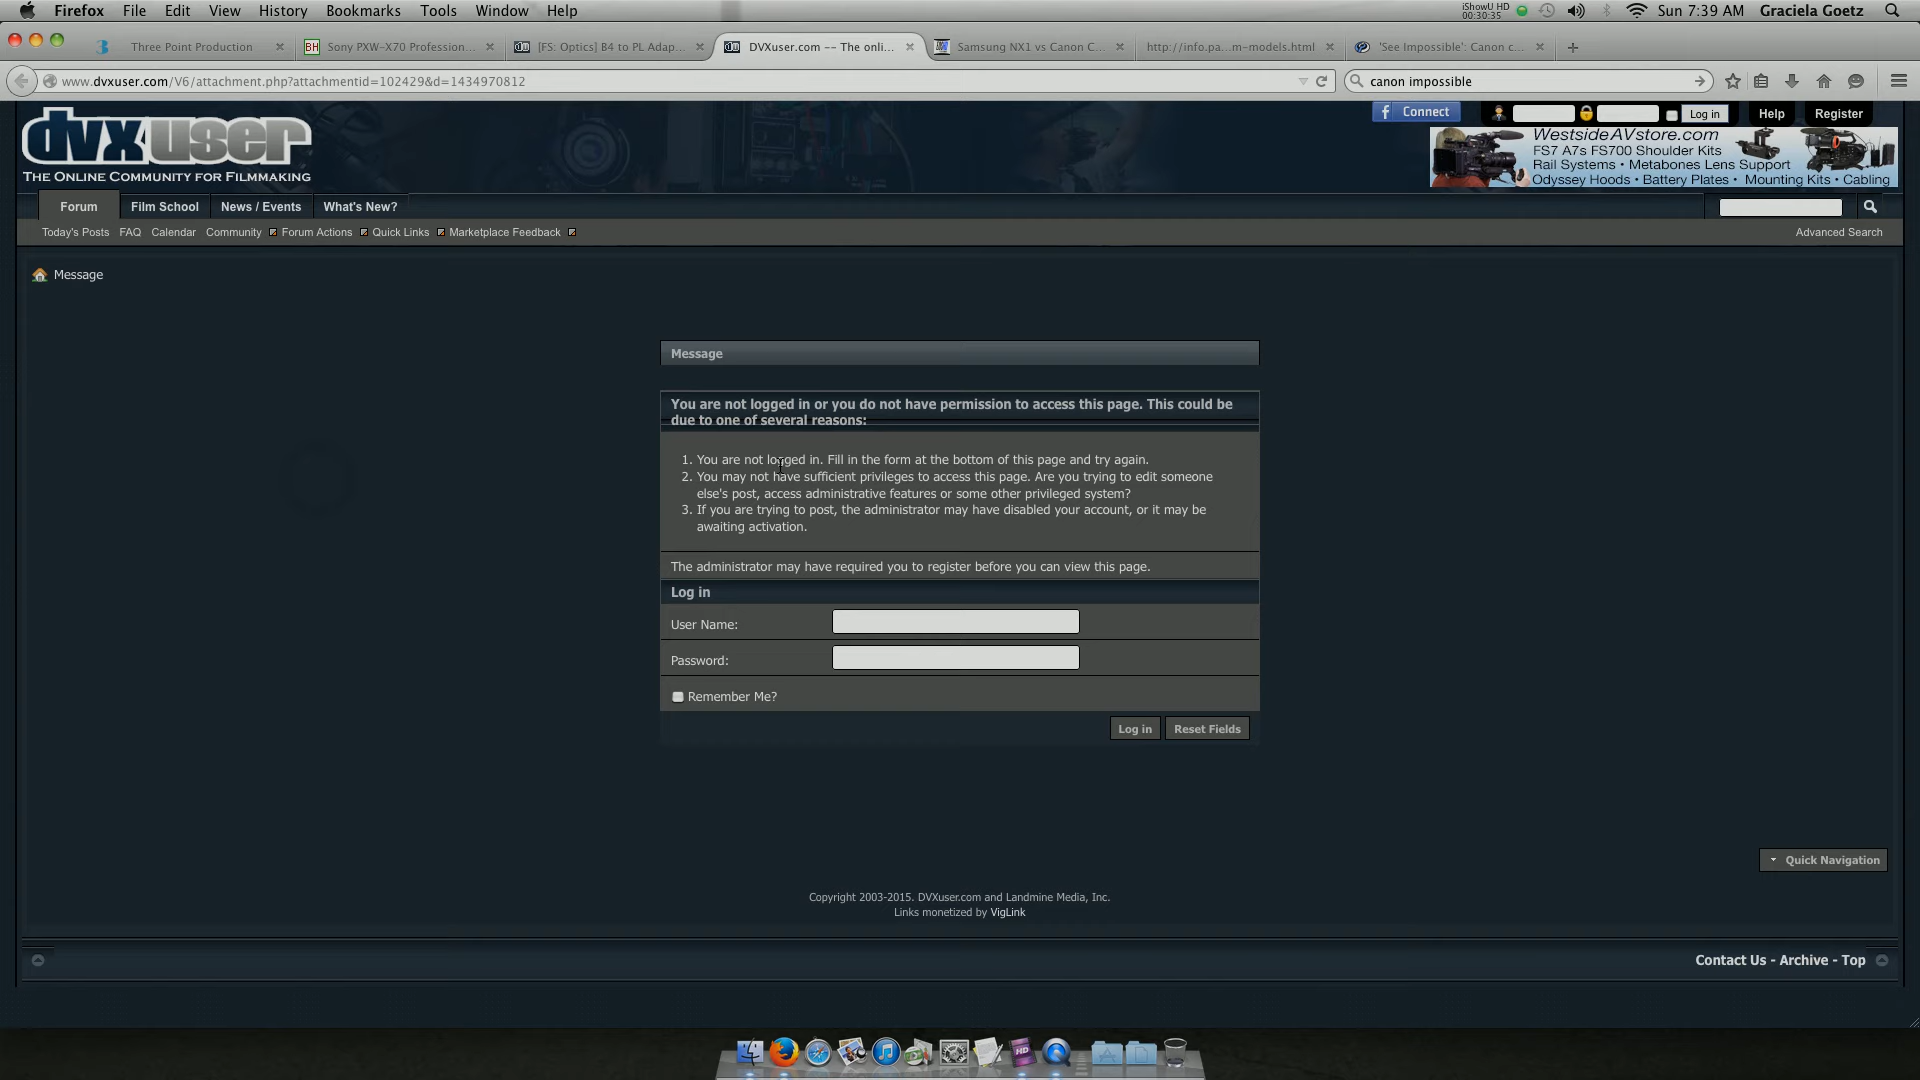 Firefox File Edit View History Bookmarks Tools Window Help iShowU HD 00:30:35 Sun 7:39 AM Graciela Goetz
Three Point Production BH Sony PXW-X70 Profession... du [FS: Optics] B4 to PL Adap... du DVXuser.com -- The onli... Samsung NX1 vs Canon C... http://info.pa...m-models.html 'See Impossible': Canon c...
www.dvxuser.com/V6/attachment.php?attachmentid=102429&d=1434970812 canon impossible
f Connect Log in Help Register
dvxuser
THE ONLINE COMMUNITY FOR FILMMAKING
WestsideAVstore.com
FS7 A7s FS700 Shoulder Kits
Rail Systems • Metabones Lens Support
Odyssey Hoods • Battery Plates • Mounting Kits • Cabling
Forum Film School News / Events What's New?
Today's Posts FAQ Calendar Community Forum Actions Quick Links Marketplace Feedback Advanced Search
Message
Message
You are not logged in or you do not have permission to access this page. This could be
due to one of several reasons:
1. You are not logged in. Fill in the form at the bottom of this page and try again.
2. You may not have sufficient privileges to access this page. Are you trying to edit someone
else's post, access administrative features or some other privileged system?
3. If you are trying to post, the administrator may have disabled your account, or it may be
awaiting activation.
The administrator may have required you to register before you can view this page.
Log in
User Name:
Password:
Remember Me?
Log in Reset Fields
Quick Navigation
Copyright 2003-2015. DVXuser.com and Landmine Media, Inc.
Links monetized by VigLink
Contact Us - Archive - Top
HD